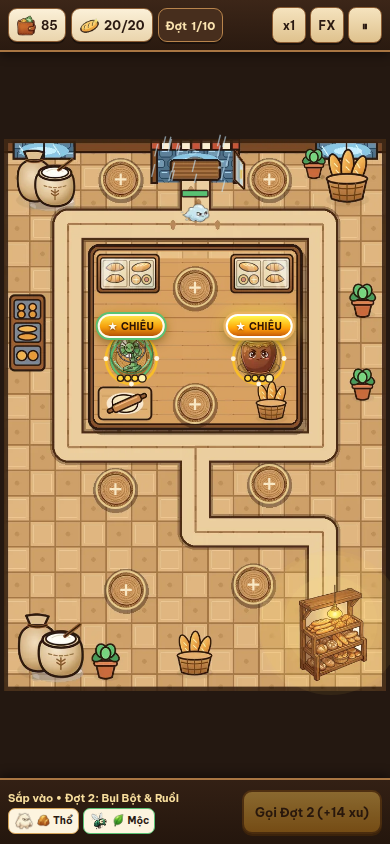 85
20/20
Đợt 1/10
x1
FX
★ CHIÊU
★ CHIÊU
Sắp vào • Đợt 2: Bụi Bột & Ruồi
Thổ
Mộc
Gọi Đợt 2 (+14 xu)